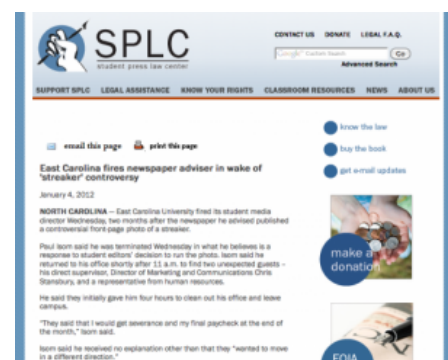 SPLC
student press law center
CONTACT US DONATE LEGAL F.A.Q.
Google Custom Search Go
Advanced Search
SUPPORT SPLC LEGAL ASSISTANCE KNOW YOUR RIGHTS CLASSROOM RESOURCES NEWS ABOUT US
email this page print this page
know the law
buy the book
get e-mail updates
East Carolina fires newspaper adviser in wake of
'streaker' controversy
January 4, 2012
NORTH CAROLINA — East Carolina University fired its student media
director Wednesday, two months after the newspaper he advised published
a controversial front-page photo of a streaker.
Paul Isom said he was terminated Wednesday in what he believes is a
response to student editors' decision to run the photo. Isom said he
returned to his office shortly after 11 a.m. to find two unexpected guests –
his direct supervisor, Director of Marketing and Communications Chris
Stansbury, and a representative from human resources.
He said they initially gave him four hours to clean out his office and leave
campus.
"They said that I would get severance and my final paycheck at the end of
the month," Isom said.
Isom said he received no explanation other than that they "wanted to move
in a different direction."
make a
donation
FOIA